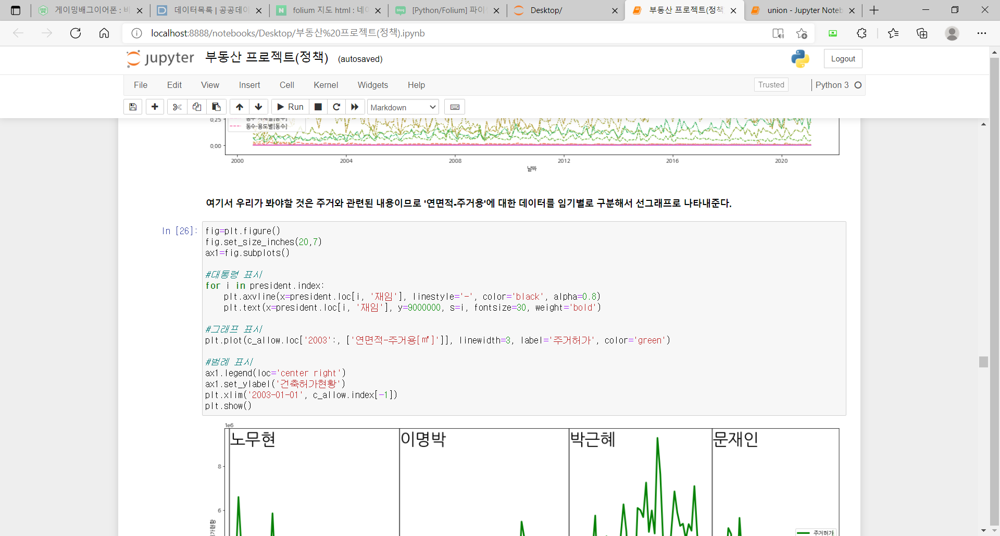 게이밍배그이어폰 : 비
데이터목록 | 공공데이
folium 지도 html : 네이
[Python/Folium] 파이
Desktop/
부동산 프로젝트(정책
union - Jupyter Noteb
localhost:8888/notebooks/Desktop/부동산%20프로젝트(정책).ipynb
jupyter 부동산 프로젝트(정책) (autosaved)
Logout
File Edit View Insert Cell Kernel Widgets Help
Trusted
Python 3
Run
Markdown
0.25
동수-용도별[동수]
0.00
2000 2004 2008 2012 2016 2020
날짜
여기서 우리가 봐야할 것은 주거와 관련된 내용이므로 '연면적-주거용'에 대한 데이터를 임기별로 구분해서 선그래프로 나타내준다.
In [26]:
fig=plt.figure()
fig.set_size_inches(20,7)
ax1=fig.subplots()
#대통령 표시
for i in president.index:
plt.axvline(x=president.loc[i, '재임'], linestyle='-', color='black', alpha=0.8)
plt.text(x=president.loc[i, '재임'], y=9000000, s=i, fontsize=30, weight='bold')
#그래프 표시
plt.plot(c_allow.loc['2003':, ['연면적-주거용[㎡]']], linewidth=3, label='주거허가', color='green')
#범례 표시
ax1.legend(loc='center right')
ax1.set_ylabel('건축허가현황')
plt.xlim('2003-01-01', c_allow.index[-1])
plt.show()
1e6
노무현 이명박 박근혜 문재인
8
6
가현황
주거허가